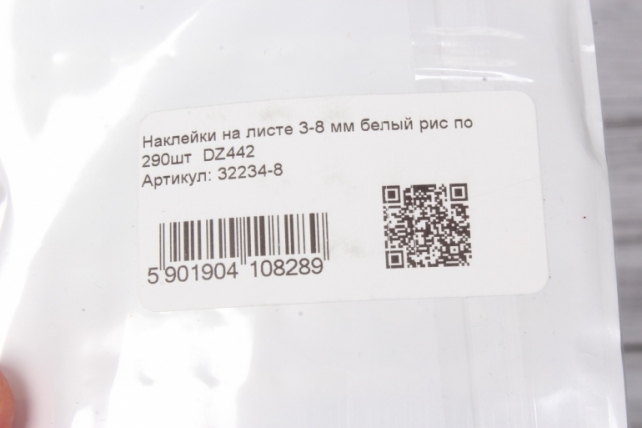 Наклейки на листе 3-8 мм белый рис по
290шт DZ442
Артикул: 32234-8
5 901904 108289